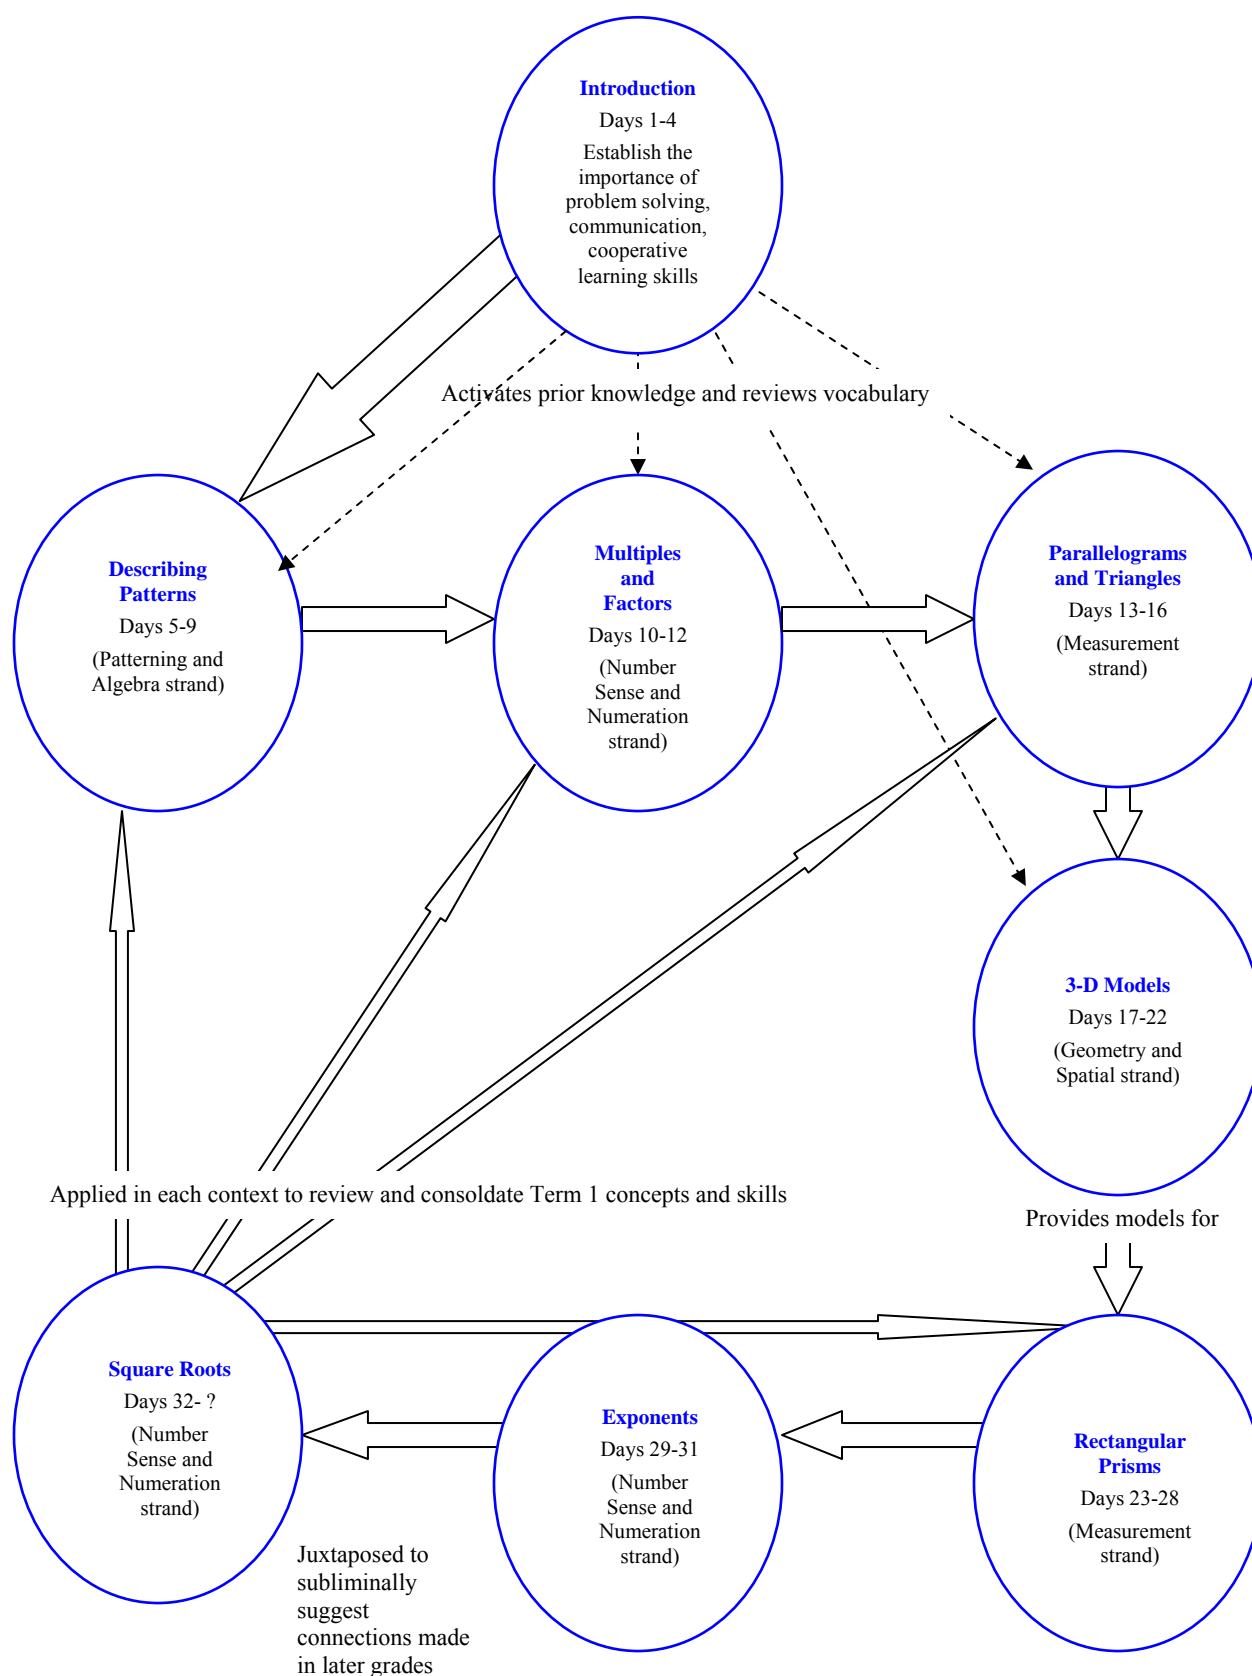 Introduction
Days 1-4
Establish the
importance of
problem solving,
communication,
cooperative
learning skills
Activates prior knowledge and reviews vocabulary
Describing
Patterns
Days 5-9
(Patterning and
Algebra strand)
Multiples
and
Factors
Days 10-12
(Number
Sense and
Numeration
strand)
Parallelograms
and Triangles
Days 13-16
(Measurement
strand)
3-D Models
Days 17-22
(Geometry and
Spatial strand)
Applied in each context to review and consoldate Term 1 concepts and skills
Provides models for
Square Roots
Days 32- ?
(Number
Sense and
Numeration
strand)
Exponents
Days 29-31
(Number
Sense and
Numeration
strand)
Rectangular
Prisms
Days 23-28
(Measurement
strand)
Juxtaposed to
subliminally
suggest
connections made
in later grades